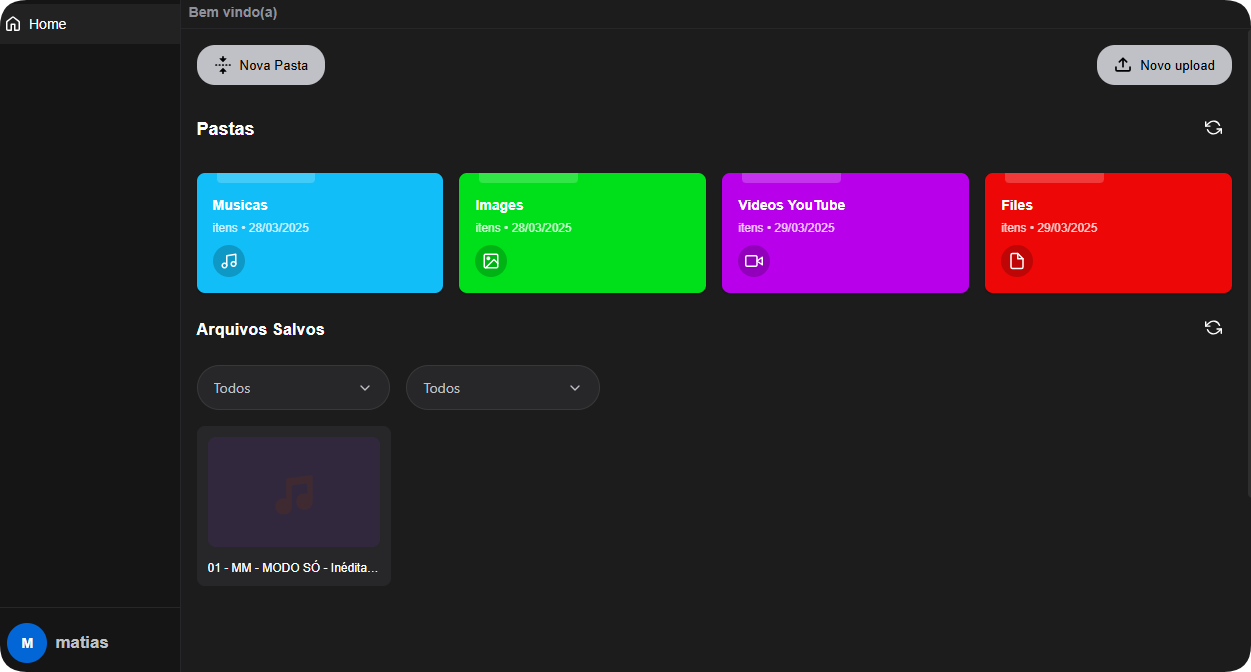 Home
Bem vindo(a)
Nova Pasta
Novo upload
Pastas
Musicas
itens • 28/03/2025
Images
itens • 28/03/2025
Videos YouTube
itens • 29/03/2025
Files
itens • 29/03/2025
Arquivos Salvos
Todos
Todos
01 - MM - MODO SÓ - Inédita...
M
matias